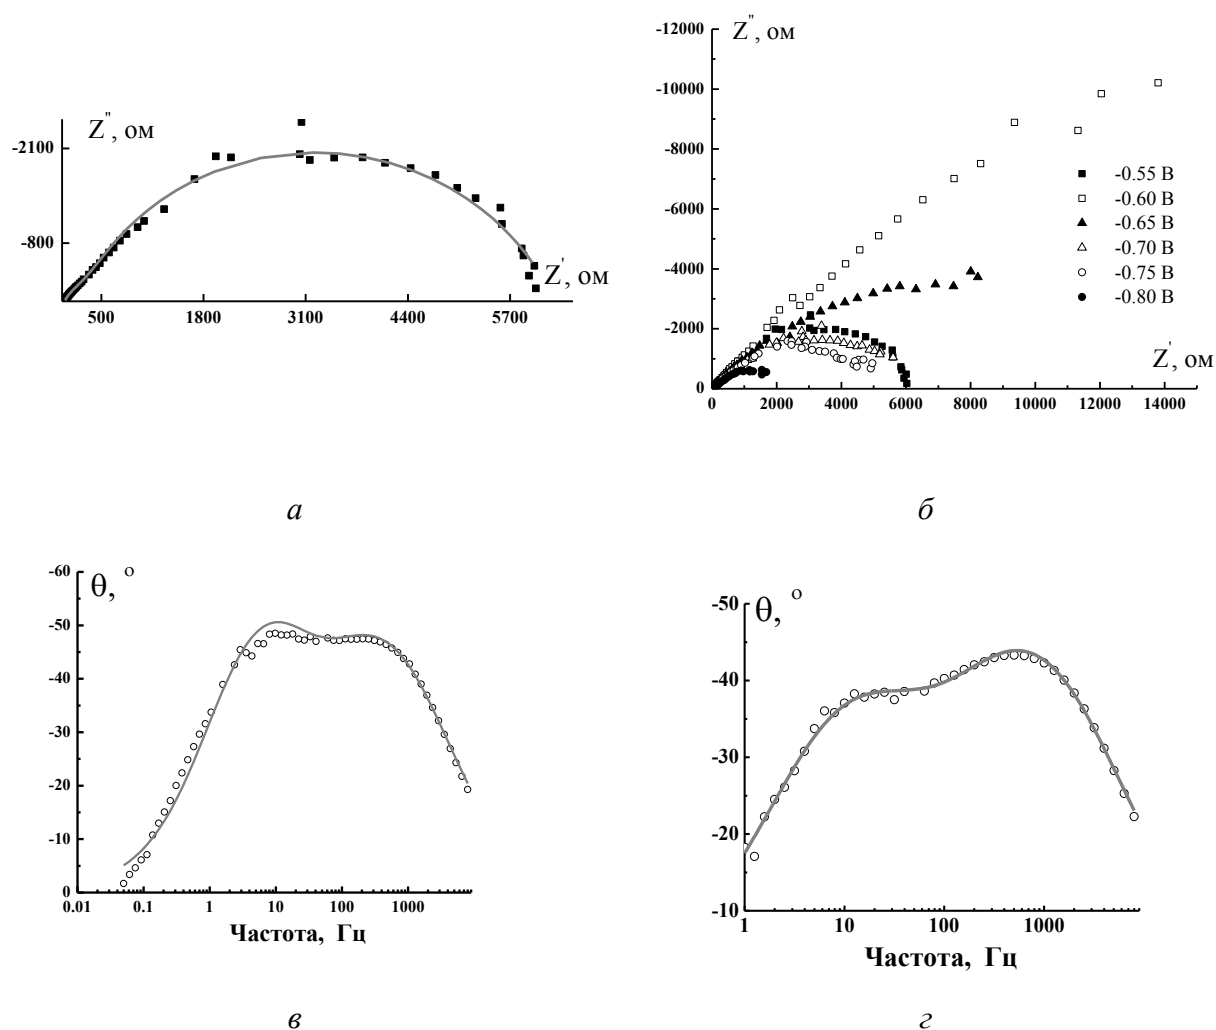 Z'', ом
-2100
-800
Z', ом
500 1800 3100 4400 5700
а
Z'', ом
-12000
-10000
-8000
-6000
-4000
-2000
0
-0.55 В
-0.60 В
-0.65 В
-0.70 В
-0.75 В
-0.80 В
Z', ом
0 2000 4000 6000 8000 10000 12000 14000
б
θ, °
-60
-50
-40
-30
-20
-10
0
0.01 0.1 1 10 100 1000
Частота, Гц
в
θ, °
-50
-40
-30
-20
-10
1 10 100 1000
Частота, Гц
г